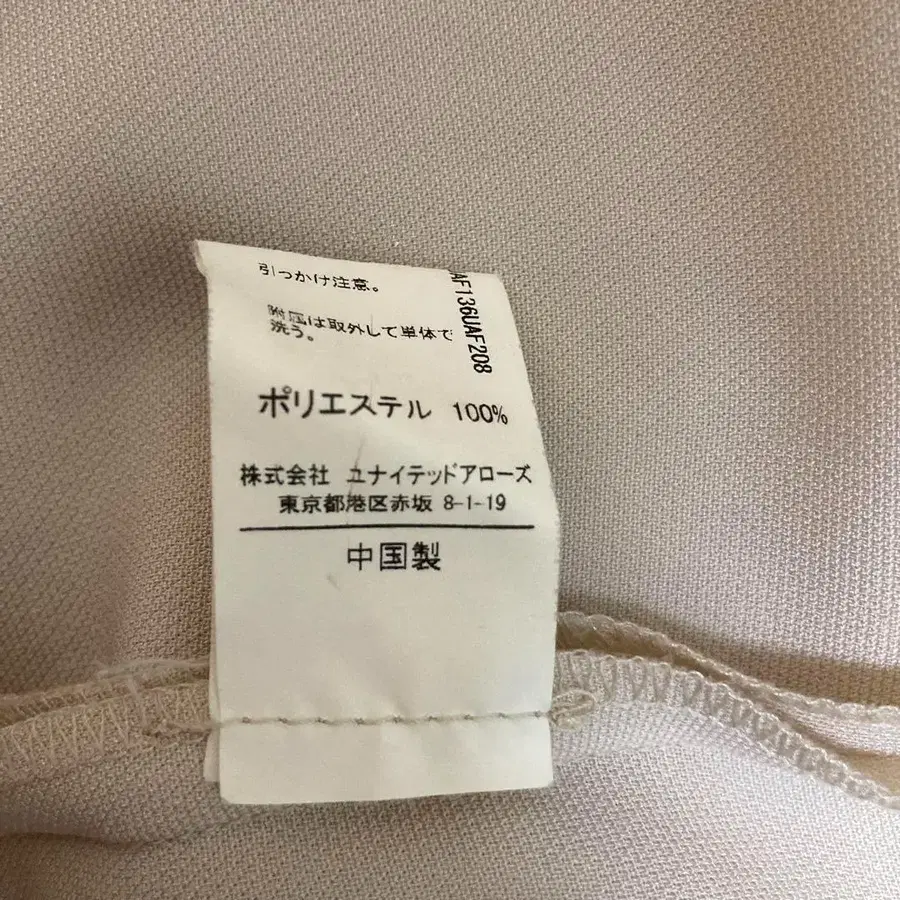 引っかけ注意。
附属は取外して単体で
洗う。
AF136UAF208
ポリエステル 100%
株式会社 ユナイテッドアローズ
東京都港区赤坂 8-1-19
中国製